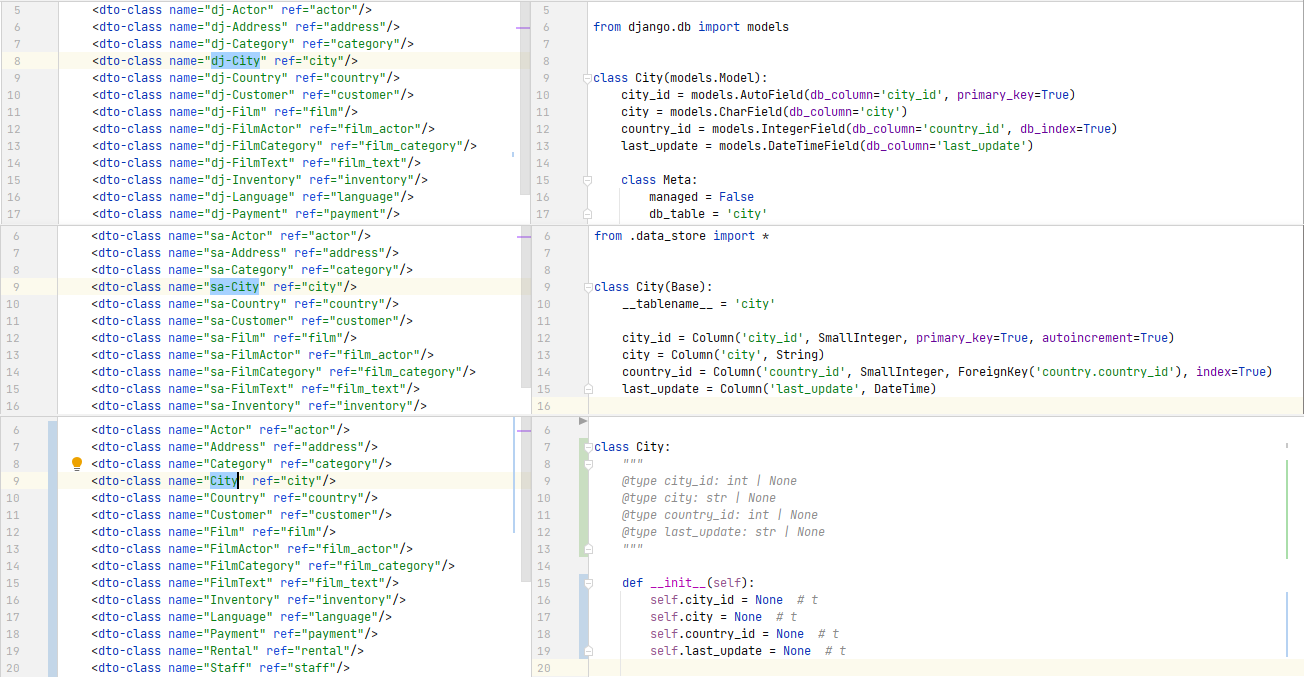 5 <dto-class name="dj-Actor" ref="actor"/>
6 <dto-class name="dj-Address" ref="address"/>
7 <dto-class name="dj-Category" ref="category"/>
8 <dto-class name="dj-City" ref="city"/>
9 <dto-class name="dj-Country" ref="country"/>
10 <dto-class name="dj-Customer" ref="customer"/>
11 <dto-class name="dj-Film" ref="film"/>
12 <dto-class name="dj-FilmActor" ref="film_actor"/>
13 <dto-class name="dj-FilmCategory" ref="film_category"/>
14 <dto-class name="dj-FilmText" ref="film_text"/>
15 <dto-class name="dj-Inventory" ref="inventory"/>
16 <dto-class name="dj-Language" ref="language"/>
17 <dto-class name="dj-Payment" ref="payment"/>
5
6 from django.db import models
7
8
9 class City(models.Model):
10 city_id = models.AutoField(db_column='city_id', primary_key=True)
11 city = models.CharField(db_column='city')
12 country_id = models.IntegerField(db_column='country_id', db_index=True)
13 last_update = models.DateTimeField(db_column='last_update')
14
15 class Meta:
16 managed = False
17 db_table = 'city'
6 <dto-class name="sa-Actor" ref="actor"/>
7 <dto-class name="sa-Address" ref="address"/>
8 <dto-class name="sa-Category" ref="category"/>
9 <dto-class name="sa-City" ref="city"/>
10 <dto-class name="sa-Country" ref="country"/>
11 <dto-class name="sa-Customer" ref="customer"/>
12 <dto-class name="sa-Film" ref="film"/>
13 <dto-class name="sa-FilmActor" ref="film_actor"/>
14 <dto-class name="sa-FilmCategory" ref="film_category"/>
15 <dto-class name="sa-FilmText" ref="film_text"/>
16 <dto-class name="sa-Inventory" ref="inventory"/>
6 from .data_store import *
7
8
9 class City(Base):
10 __tablename__ = 'city'
11
12 city_id = Column('city_id', SmallInteger, primary_key=True, autoincrement=True)
13 city = Column('city', String)
14 country_id = Column('country_id', SmallInteger, ForeignKey('country.country_id'), index=True)
15 last_update = Column('last_update', DateTime)
16
6 <dto-class name="Actor" ref="actor"/>
7 <dto-class name="Address" ref="address"/>
8 <dto-class name="Category" ref="category"/>
9 <dto-class name="City" ref="city"/>
10 <dto-class name="Country" ref="country"/>
11 <dto-class name="Customer" ref="customer"/>
12 <dto-class name="Film" ref="film"/>
13 <dto-class name="FilmActor" ref="film_actor"/>
14 <dto-class name="FilmCategory" ref="film_category"/>
15 <dto-class name="FilmText" ref="film_text"/>
16 <dto-class name="Inventory" ref="inventory"/>
17 <dto-class name="Language" ref="language"/>
18 <dto-class name="Payment" ref="payment"/>
19 <dto-class name="Rental" ref="rental"/>
20 <dto-class name="Staff" ref="staff"/>
6
7 class City:
8 """
9 @type city_id: int | None
10 @type city: str | None
11 @type country_id: int | None
12 @type last_update: str | None
13 """
14
15 def __init__(self):
16 self.city_id = None # t
17 self.city = None # t
18 self.country_id = None # t
19 self.last_update = None # t
20